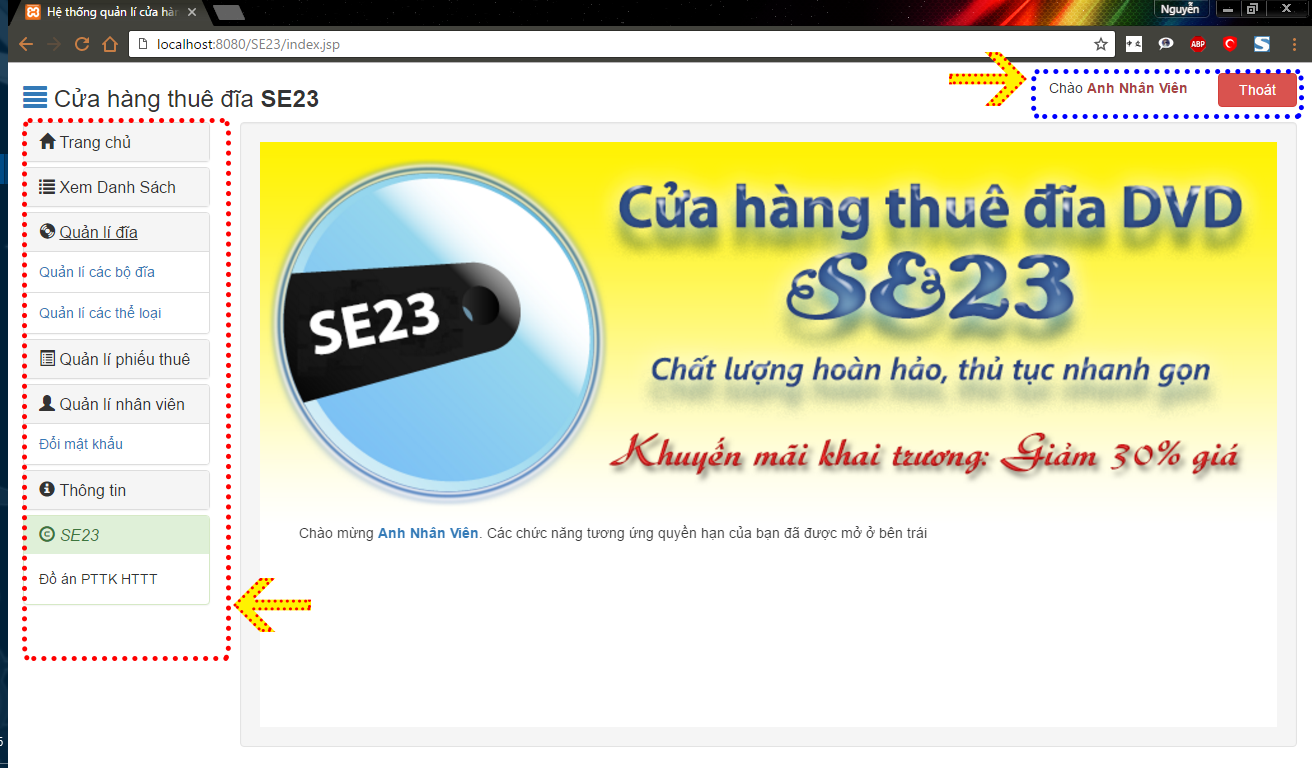 Hệ thống quản lí cửa hàn
Nguyễn
localhost:8080/SE23/index.jsp
ABP
Cửa hàng thuê đĩa SE23
Chào Anh Nhân Viên
Thoát
Trang chủ
Xem Danh Sách
Quản lí đĩa
Quản lí các bộ đĩa
Quản lí các thể loại
Quản lí phiếu thuê
Quản lí nhân viên
Đổi mật khẩu
Thông tin
SE23
Đồ án PTTK HTTT
SE23
Cửa hàng thuê đĩa DVD
SE23
Chất lượng hoàn hảo, thủ tục nhanh gọn
Khuyến mãi khai trương: Giảm 30% giá
Chào mừng Anh Nhân Viên. Các chức năng tương ứng quyền hạn của bạn đã được mở ở bên trái